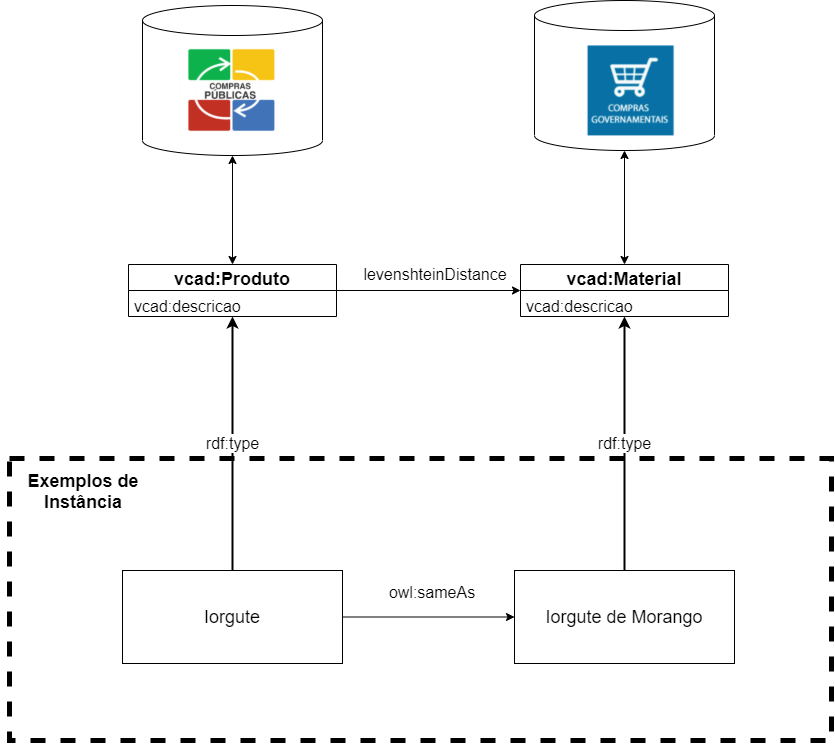 COMPRAS
PÚBLICAS
COMPRAS
GOVERNAMENTAIS
vcad:Produto
vcad:descricao
levenshteinDistance
vcad:Material
vcad:descricao
rdf:type
rdf:type
Exemplos de
Instância
Iorgute
owl:sameAs
Iorgute de Morango